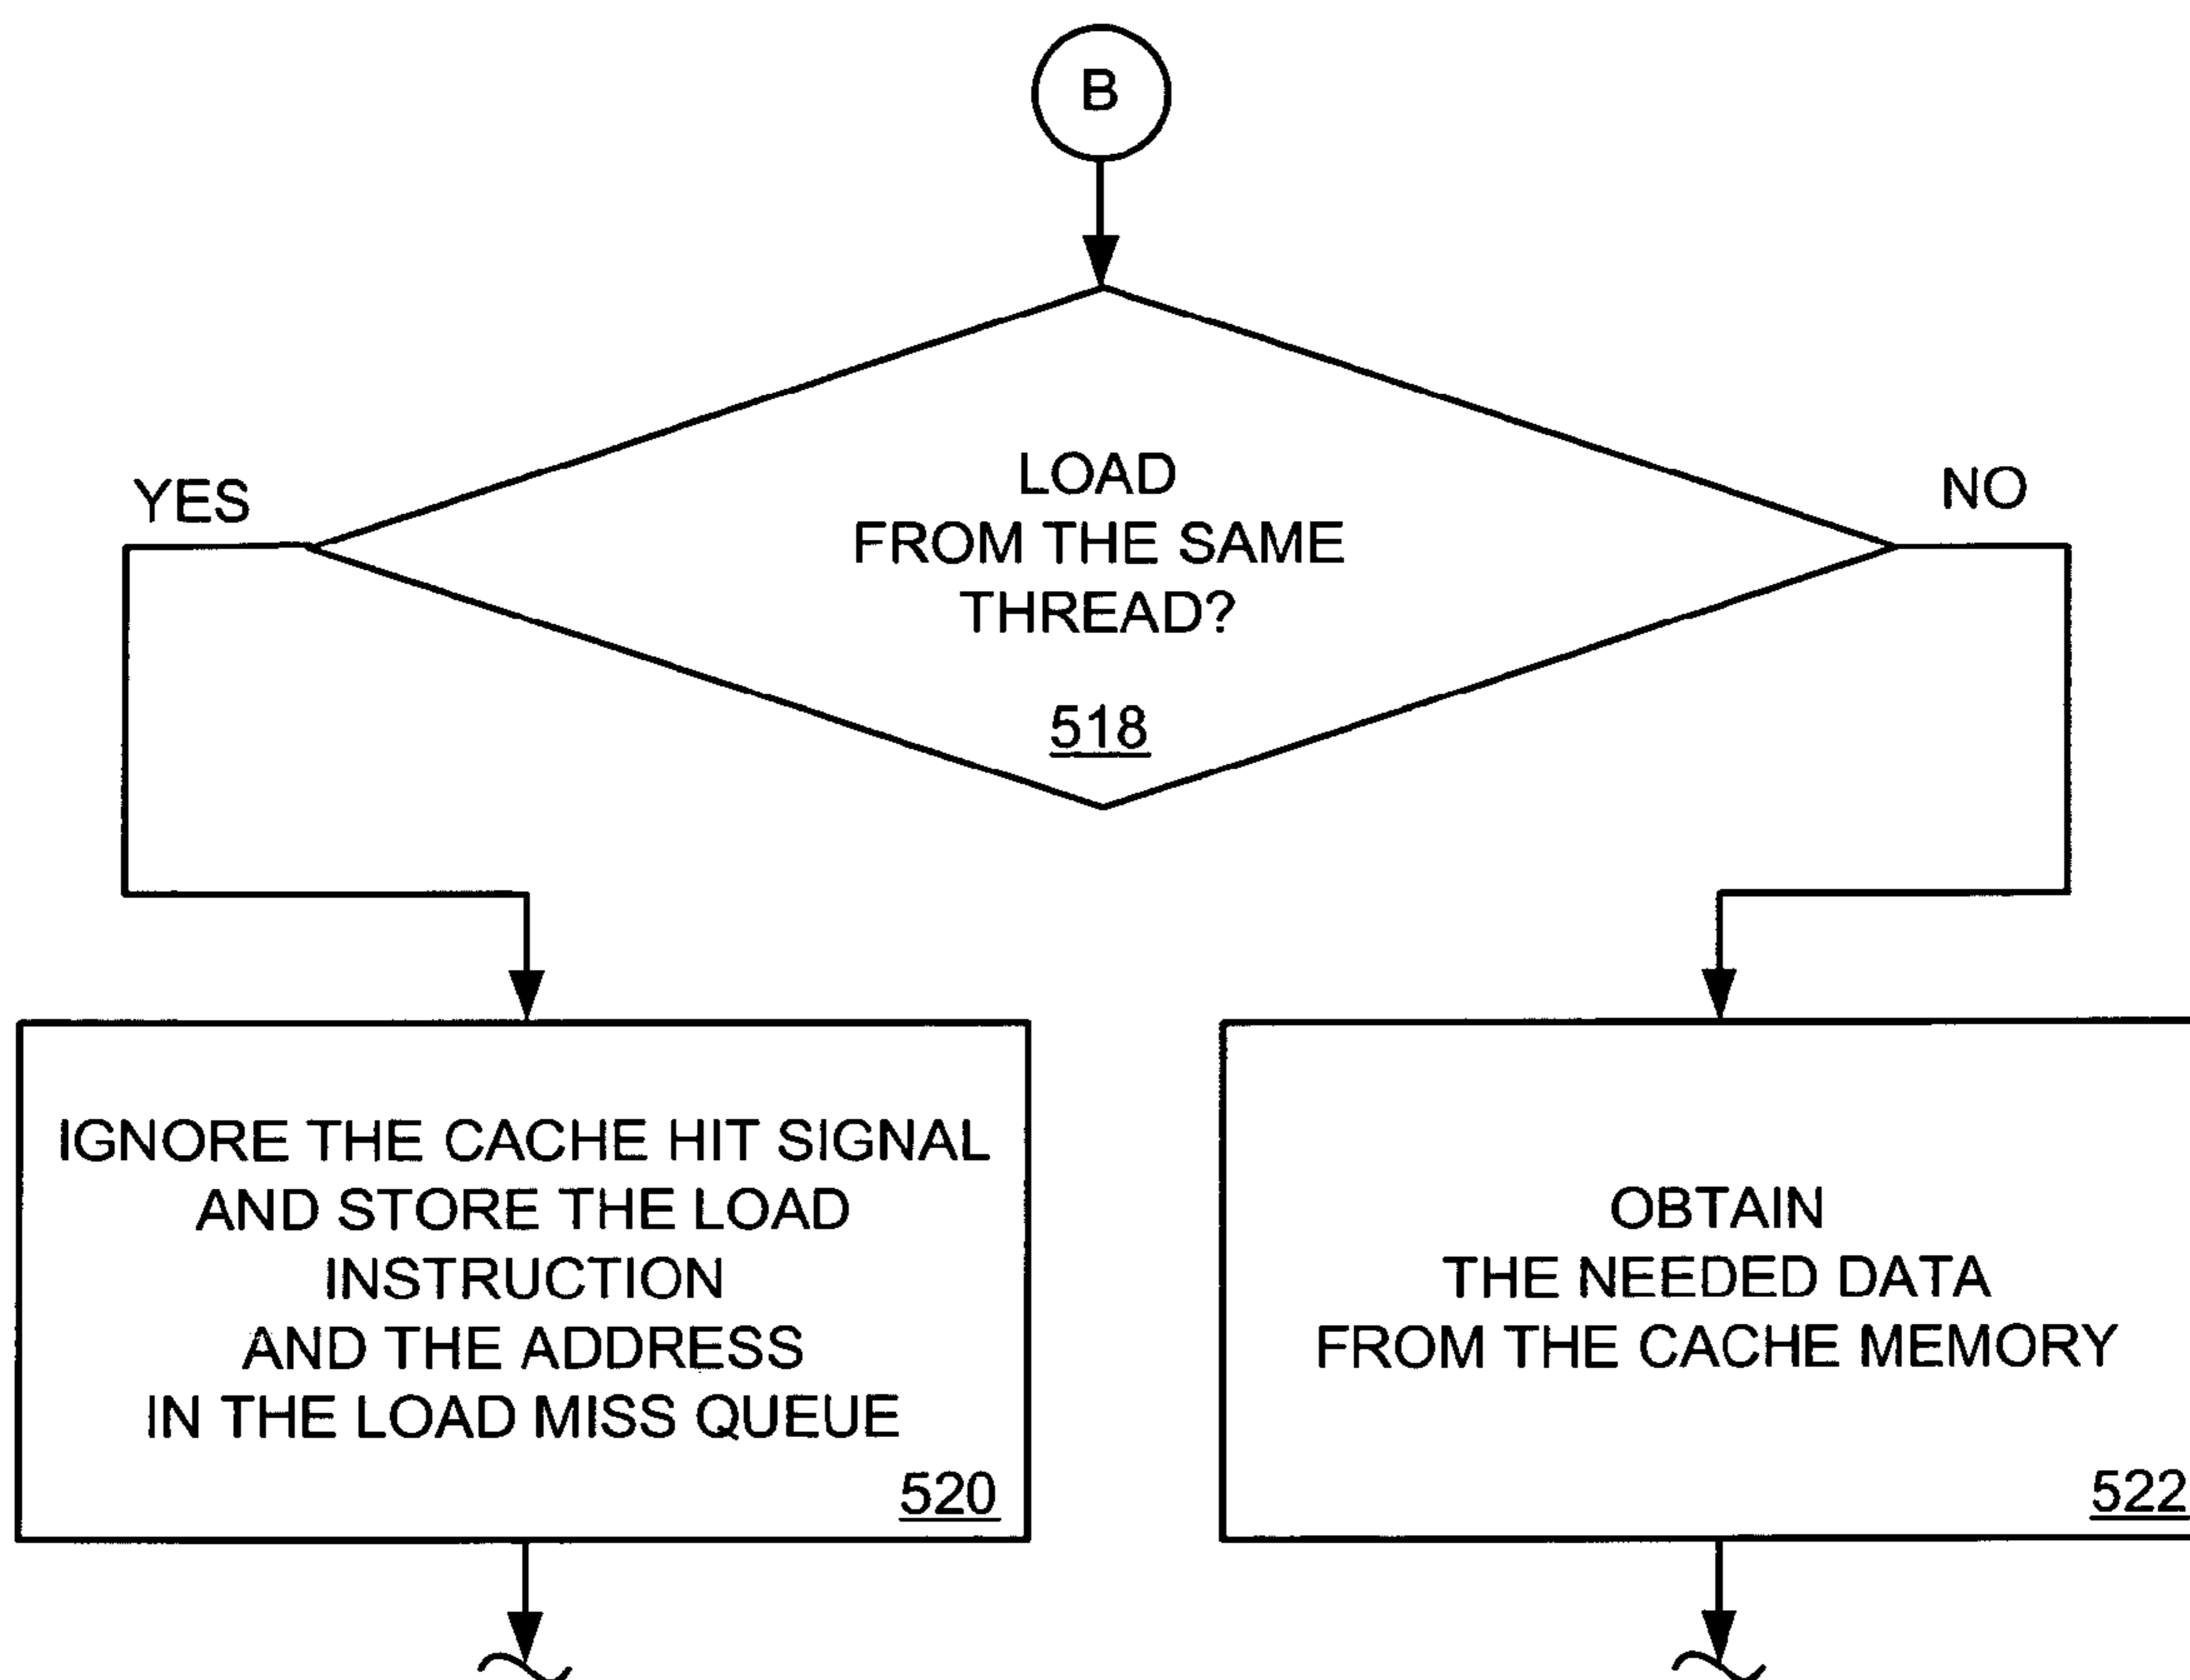 B
LOAD
FROM THE SAME
THREAD?
518
YES
NO
IGNORE THE CACHE HIT SIGNAL
AND STORE THE LOAD
INSTRUCTION
AND THE ADDRESS
IN THE LOAD MISS QUEUE
520
OBTAIN
THE NEEDED DATA
FROM THE CACHE MEMORY
522